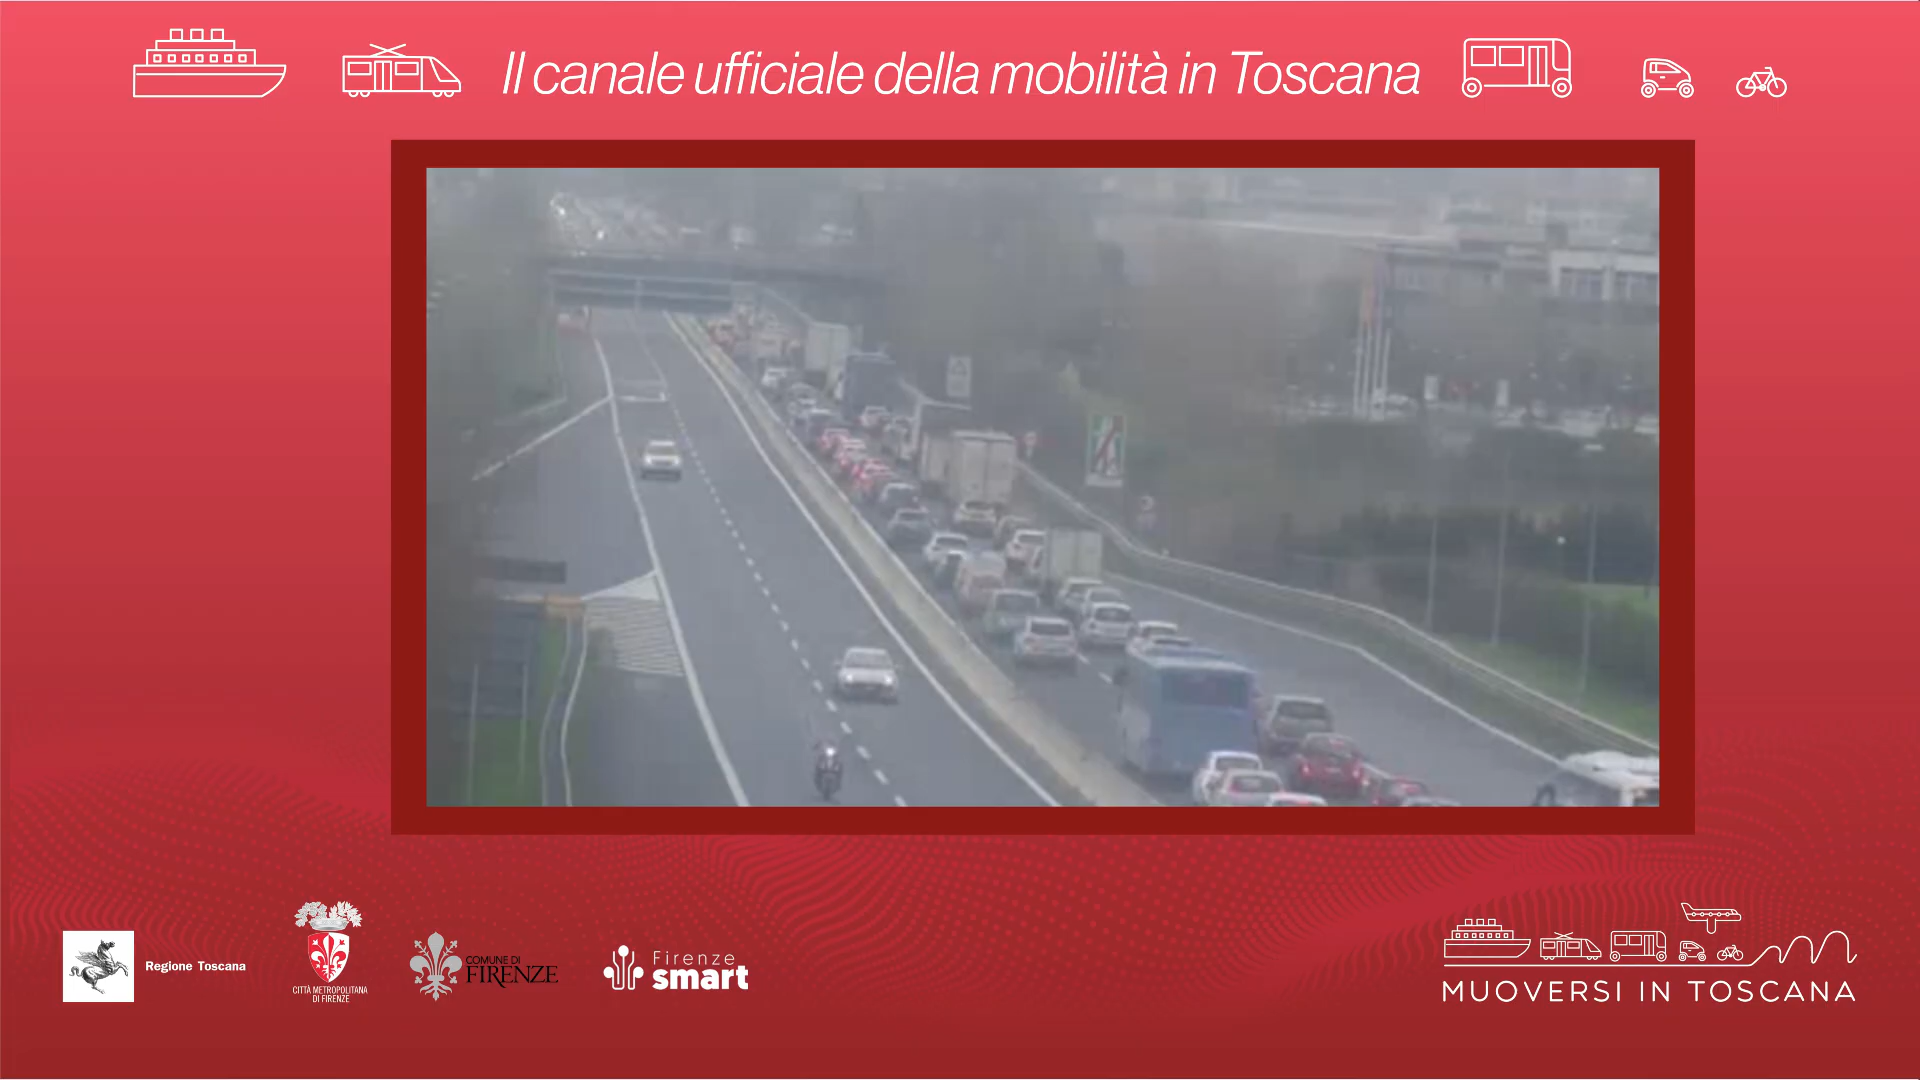 Il canale ufficiale della mobilità in Toscana
Regione Toscana
CITTÀ METROPOLITANA
DI FIRENZE
COMUNE DI
FIRENZE
Firenze
smart
MUOVERSI IN TOSCANA